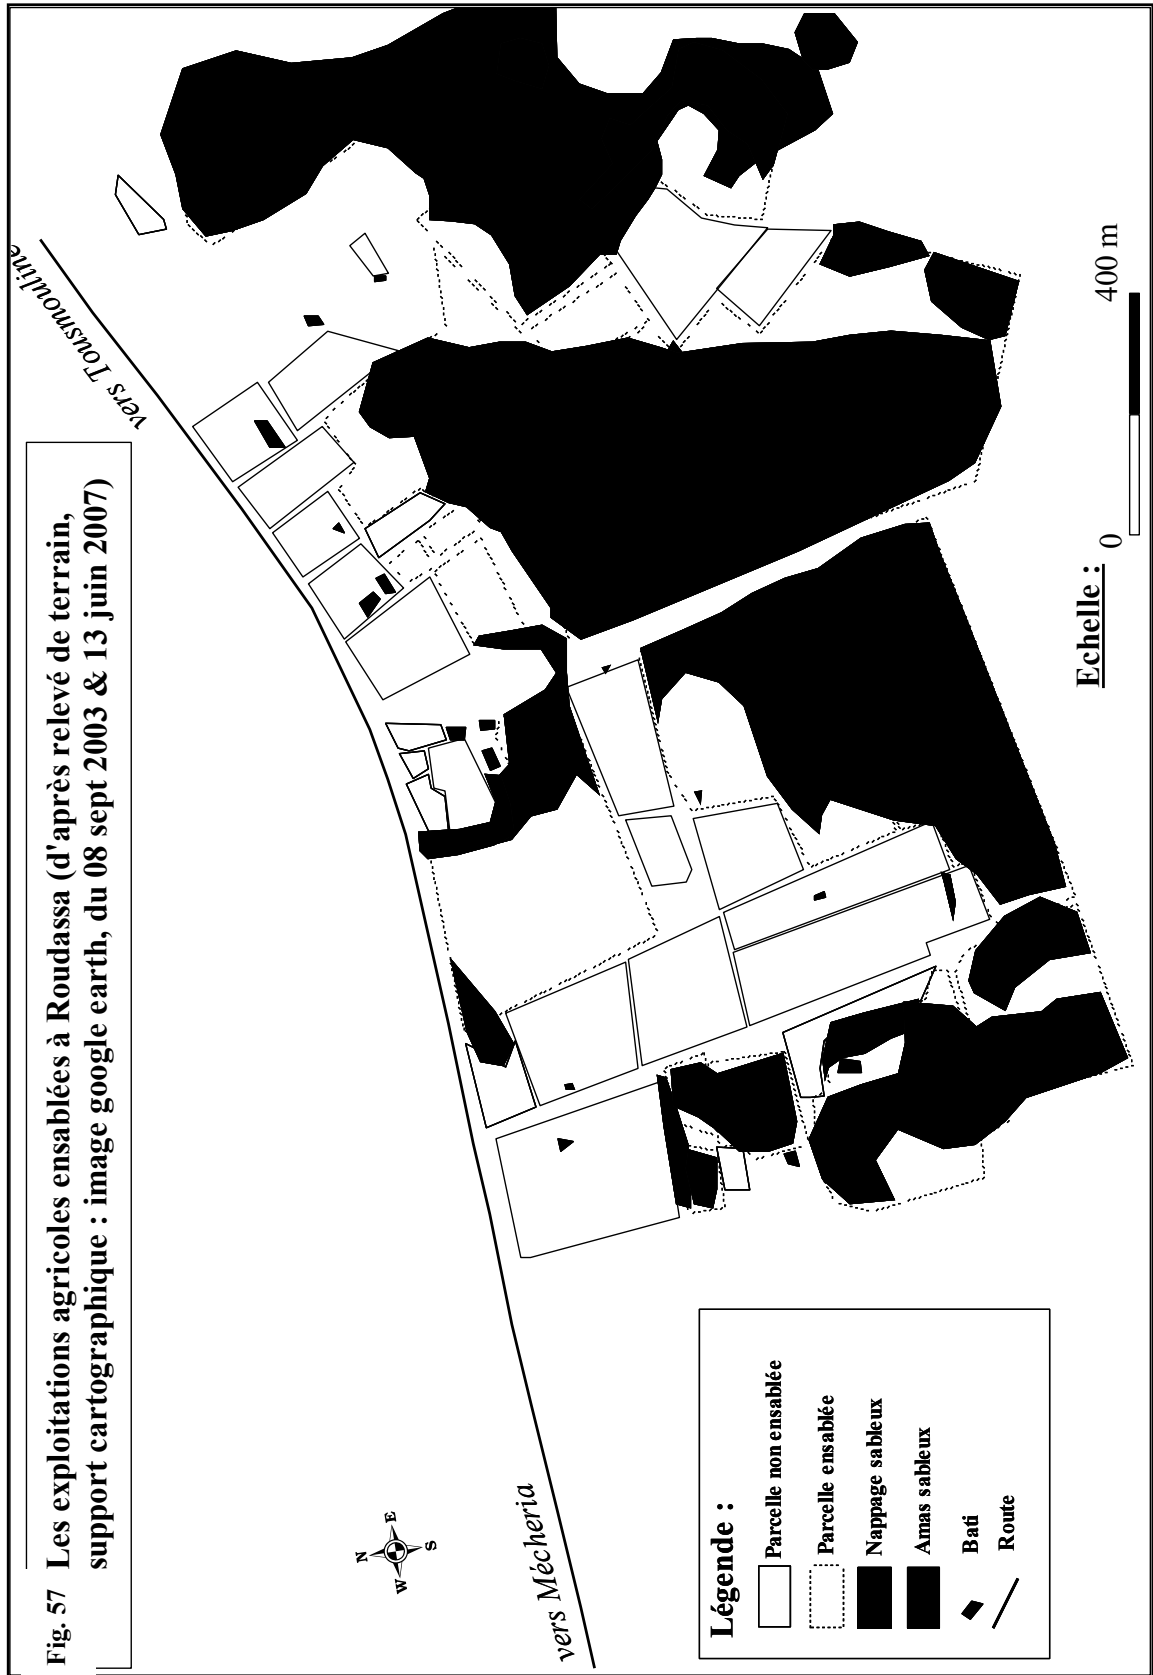 Fig. 57 Les exploitations agricoles ensablées à Roudassa (d'après relevé de terrain,
support cartographique : image google earth, du 08 sept 2003 & 13 juin 2007)
vers Tousmouline
vers Mécheria
N
W
E
S
Légende :
Parcelle non ensablée
Parcelle ensablée
Nappage sableux
Amas sableux
Bati
Route
Echelle :
0
400 m